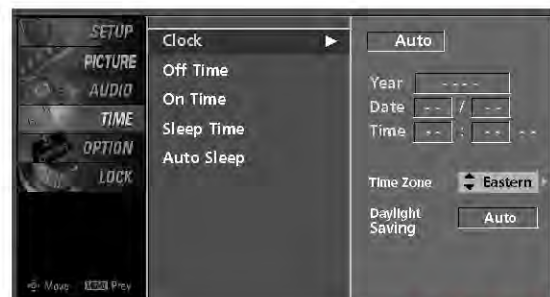 SETUP
PICTURE
AUDIO
TIME
OPTION
LOCK
Move MENU Prev
Clock ►
Off Time
On Time
Sleep Time
Auto Sleep
Auto
Year - - - -
Date - - / - -
Time - - : - - - -
Time Zone Eastern
Daylight
Saving Auto